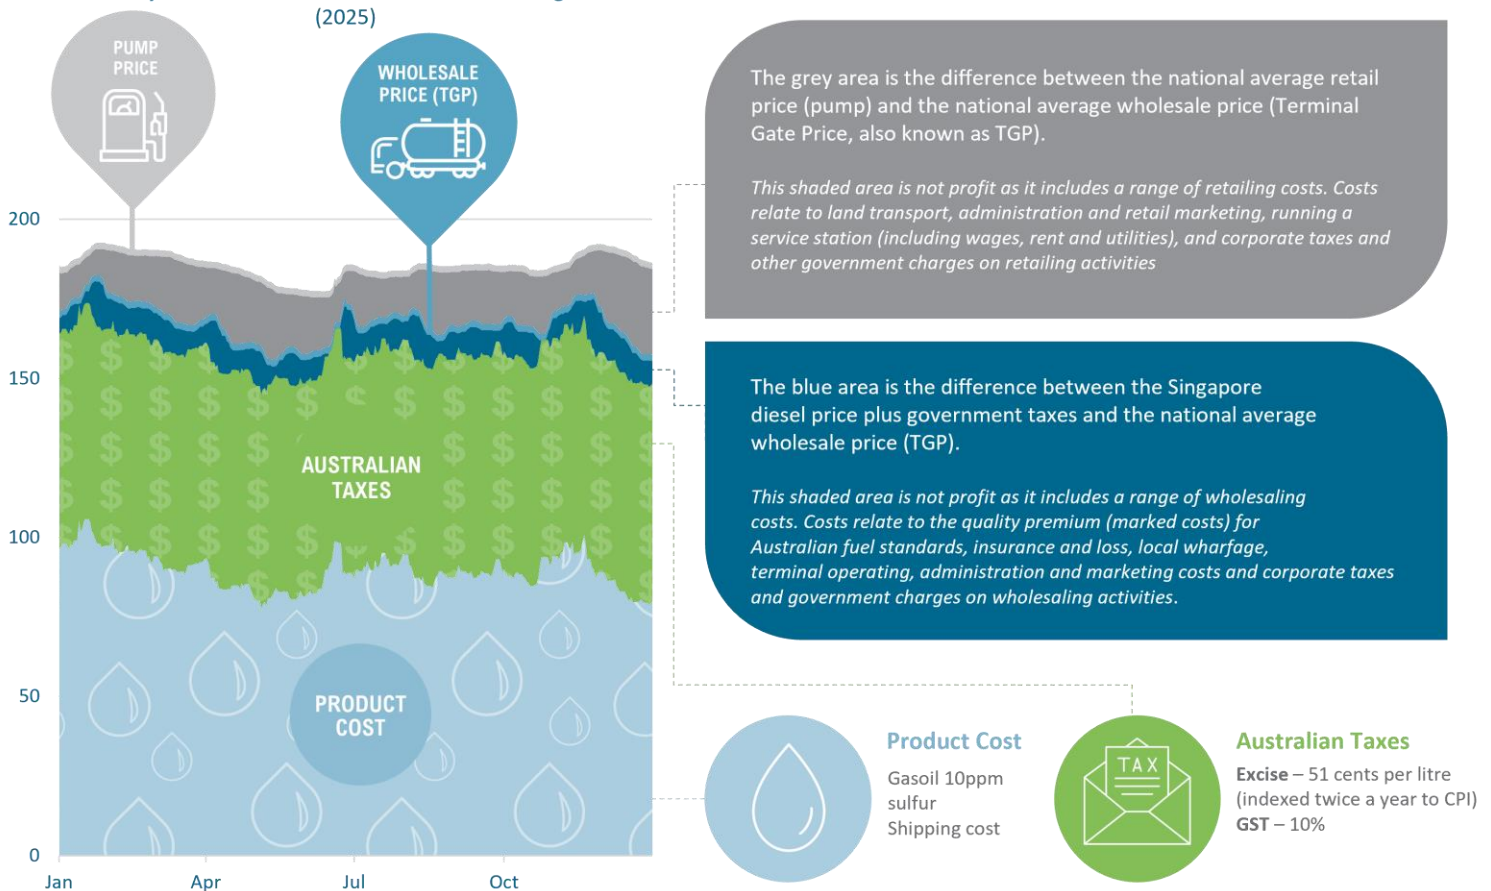 (2025)
PUMP
PRICE
WHOLESALE
PRICE (TGP)
200
150
100
50
0
Jan
Apr
Jul
Oct
AUSTRALIAN
TAXES
PRODUCT
COST
The grey area is the difference between the national average retail
price (pump) and the national average wholesale price (Terminal
Gate Price, also known as TGP).
This shaded area is not profit as it includes a range of retailing costs. Costs
relate to land transport, administration and retail marketing, running a
service station (including wages, rent and utilities), and corporate taxes and
other government charges on retailing activities
The blue area is the difference between the Singapore
diesel price plus government taxes and the national average
wholesale price (TGP).
This shaded area is not profit as it includes a range of wholesaling
costs. Costs relate to the quality premium (marked costs) for
Australian fuel standards, insurance and loss, local wharfage,
terminal operating, administration and marketing costs and corporate taxes
and government charges on wholesaling activities.
Product Cost
Gasoil 10ppm
sulfur
Shipping cost
TAX
Australian Taxes
Excise – 51 cents per litre
(indexed twice a year to CPI)
GST – 10%